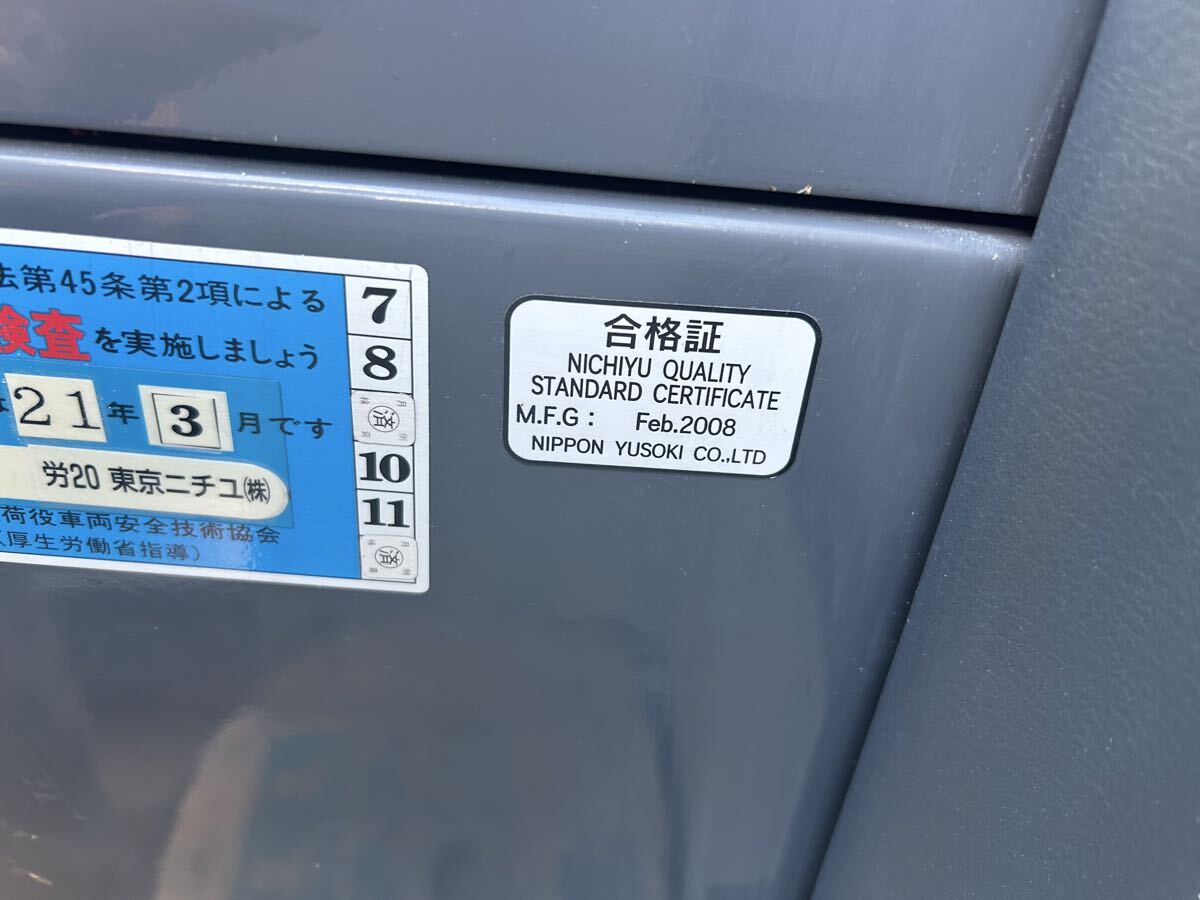 法第45条第2項による
検査を実施しましょう
21年 3月です
労20 東京ニチユ㈱
荷役車両安全技術協会
(厚生労働省指導)
7
8
10
11
合格証
NICHIYU QUALITY
STANDARD CERTIFICATE
M.F.G : Feb.2008
NIPPON YUSOKI CO.,LTD